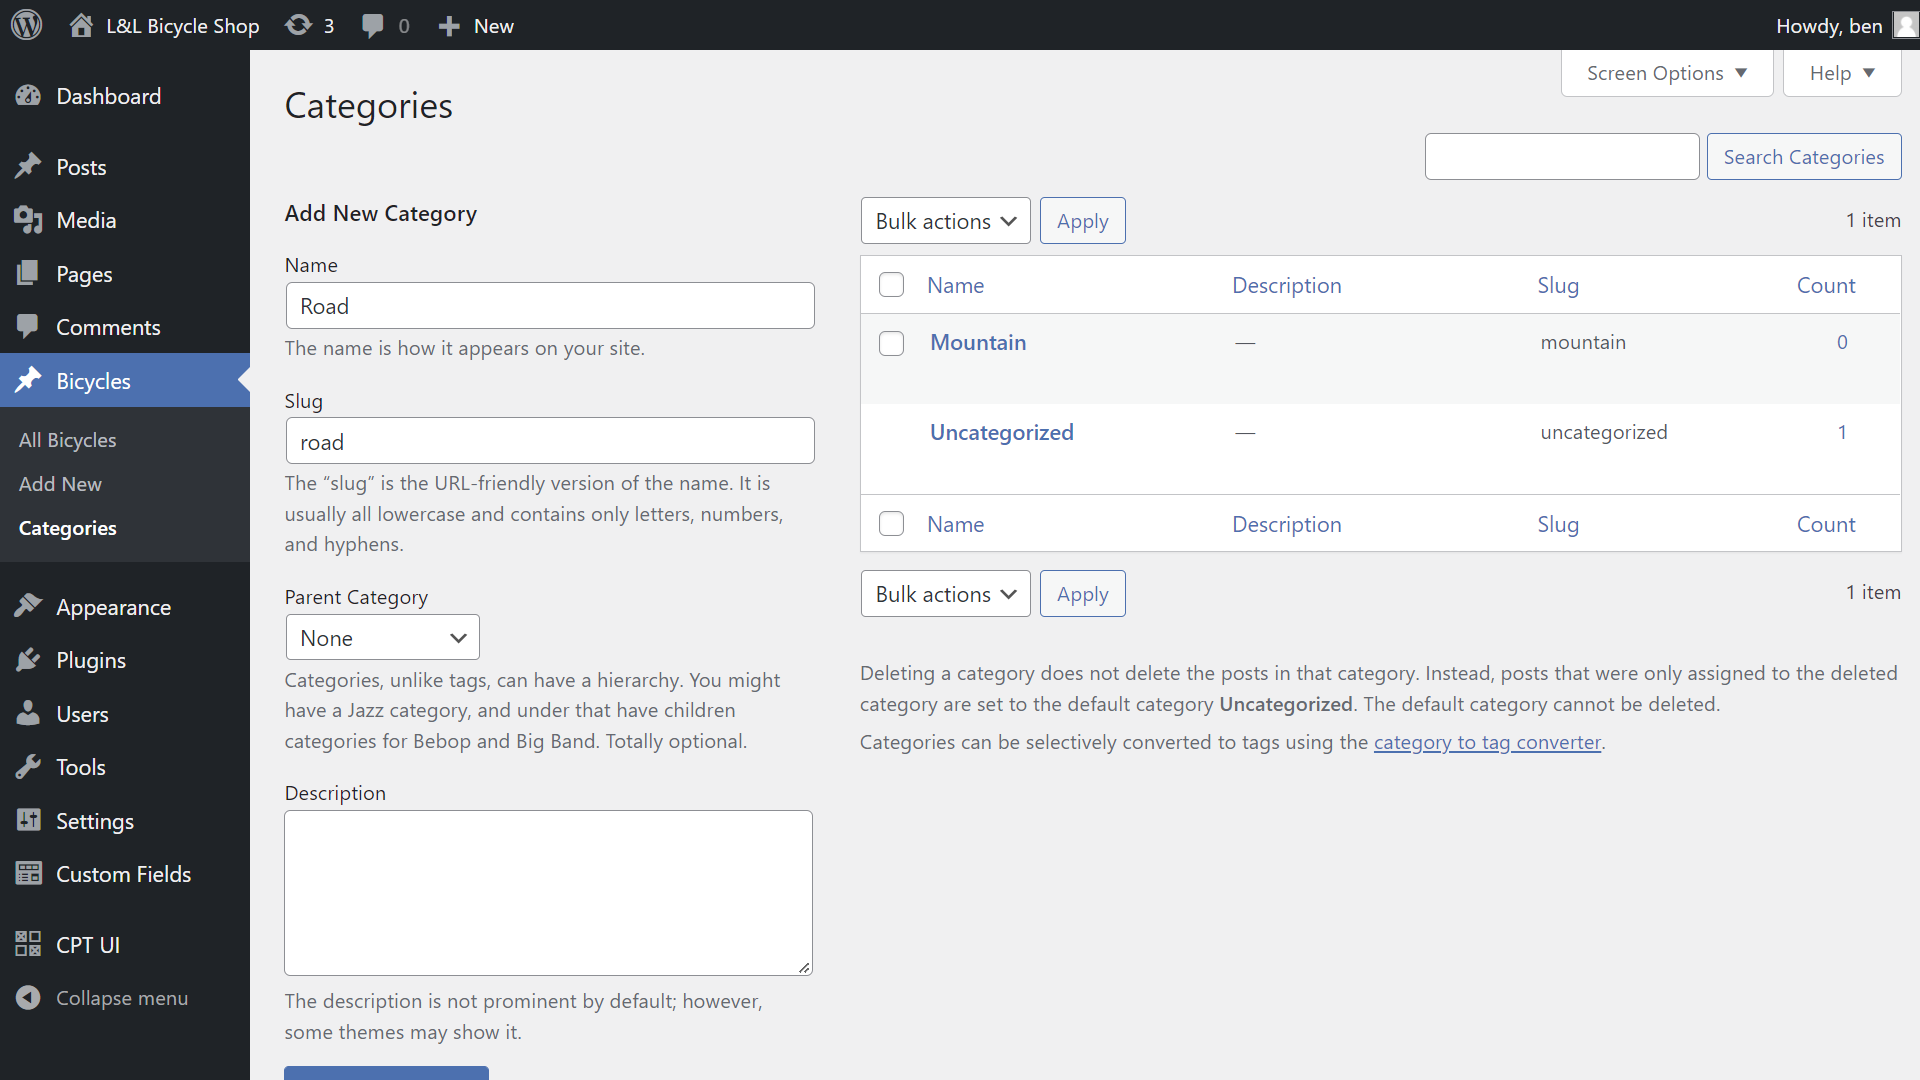 L&L Bicycle Shop
3
0
New
Howdy, ben
Screen Options
Help
Dashboard
Posts
Media
Pages
Comments
Bicycles
All Bicycles
Add New
Categories
Appearance
Plugins
Users
Tools
Settings
Custom Fields
CPT UI
Collapse menu
Categories
Search Categories
Add New Category
Name
Road
The name is how it appears on your site.
Slug
road
The “slug” is the URL-friendly version of the name. It is
usually all lowercase and contains only letters, numbers,
and hyphens.
Parent Category
None
Categories, unlike tags, can have a hierarchy. You might
have a Jazz category, and under that have children
categories for Bebop and Big Band. Totally optional.
Description
The description is not prominent by default; however,
some themes may show it.
Bulk actions Apply 1 item
Name Description Slug Count
Mountain — mountain 0
Uncategorized — uncategorized 1
Name Description Slug Count
Bulk actions Apply 1 item
Deleting a category does not delete the posts in that category. Instead, posts that were only assigned to the deleted
category are set to the default category Uncategorized. The default category cannot be deleted.
Categories can be selectively converted to tags using the category to tag converter.